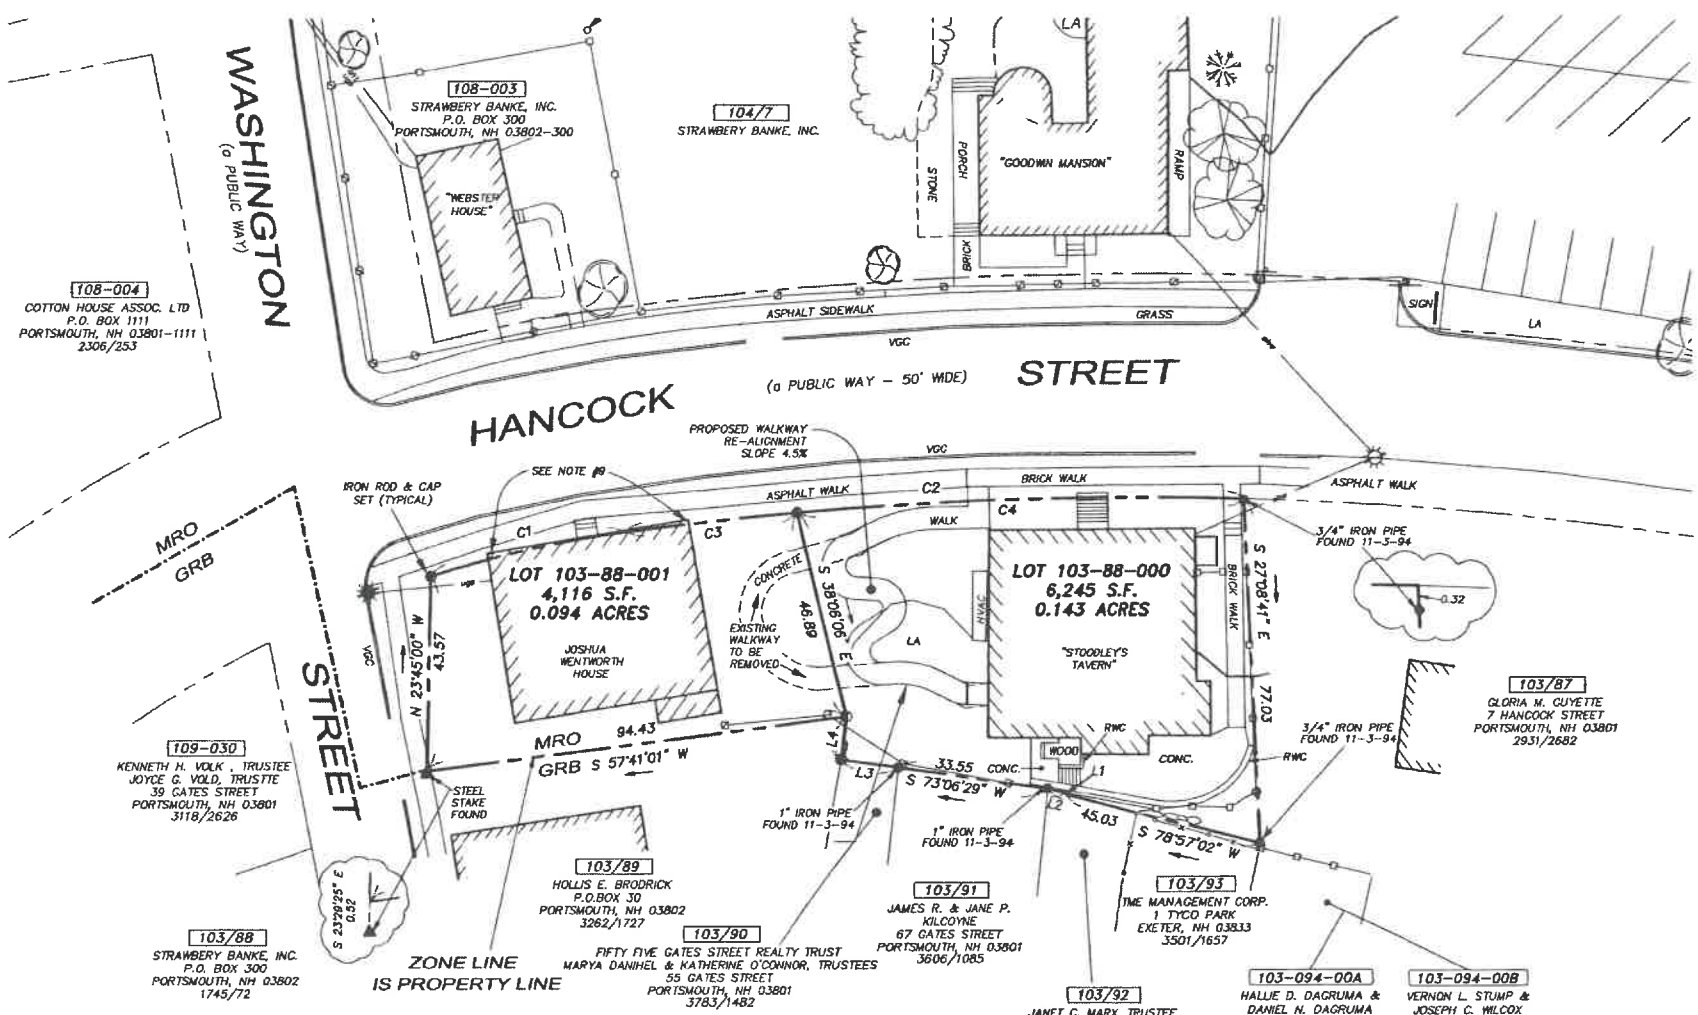 WASHINGTON
(a PUBLIC WAY)
108-003
STRAWBERY BANKE, INC.
P.O. BOX 300
PORTSMOUTH, NH 03802-300
"WEBSTER
HOUSE"
104/7
STRAWBERY BANKE, INC.
LA
STONE
PORCH
BRICK
"GOODWIN MANSION"
RAMP
108-004
COTTON HOUSE ASSOC. LTD
P.O. BOX 1111
PORTSMOUTH, NH 03801-1111
2306/253
ASPHALT SIDEWALK
GRASS
VGC
SIGN
LA
HANCOCK
(a PUBLIC WAY - 50' WIDE)
STREET
PROPOSED WALKWAY
RE-ALIGNMENT
SLOPE 4.5%
SEE NOTE #9
IRON ROD & CAP
SET (TYPICAL)
VGC
ASPHALT WALK
C2
BRICK WALK
ASPHALT WALK
C1
C3
C4
WALK
3/4" IRON PIPE
FOUND 11-3-94
MRO
GRB
LOT 103-88-001
4,116 S.F.
0.094 ACRES
JOSHUA
WENTWORTH
HOUSE
CONCRETE
EXISTING
WALKWAY
TO BE
REMOVED
S 38°06'06" E
46.89
LA
HVAC
LOT 103-88-000
6,245 S.F.
0.143 ACRES
"STOODLEY'S
TAVERN"
BRICK WALK
S 27°08'41" E
77.03
0.32
VGC
N 23°45'00" W
43.57
STREET
103/87
GLORIA M. GUYETTE
7 HANCOCK STREET
PORTSMOUTH, NH 03801
2931/2682
3/4" IRON PIPE
FOUND 11-3-94
RWC
RWC
WOOD
CONC.
CONC.
L1
L2
L3
L4
MRO
94.43
GRB S 57°41'01" W
33.55
S 73°06'29" W
45.03
S 78°57'02" W
109-030
KENNETH H. VOLK , TRUSTEE
JOYCE G. VOLD, TRUSTTE
39 GATES STREET
PORTSMOUTH, NH 03801
3118/2626
STEEL
STAKE
FOUND
1" IRON PIPE
FOUND 11-3-94
1" IRON PIPE
FOUND 11-3-94
103/89
HOLLIS E. BRODRICK
P.O.BOX 30
PORTSMOUTH, NH 03802
3262/1727
103/91
JAMES R. & JANE P.
KILCOYNE
67 GATES STREET
PORTSMOUTH, NH 03801
3606/1085
103/93
TME MANAGEMENT CORP.
1 TYCO PARK
EXETER, NH 03833
3501/1657
S 23°29'25" E
0.52
103/88
STRAWBERY BANKE, INC.
P.O. BOX 300
PORTSMOUTH, NH 03802
1745/72
ZONE LINE
IS PROPERTY LINE
103/90
FIFTY FIVE GATES STREET REALTY TRUST
MARYA DANIHEL & KATHERINE O'CONNOR, TRUSTEES
55 GATES STREET
PORTSMOUTH, NH 03801
3783/1482
103/92
JANET C. MARX, TRUSTEE
103-094-00A
HALLIE D. DAGRUMA &
DANIEL N. DAGRUMA
103-094-00B
VERNON L. STUMP &
JOSEPH C. WILCOX